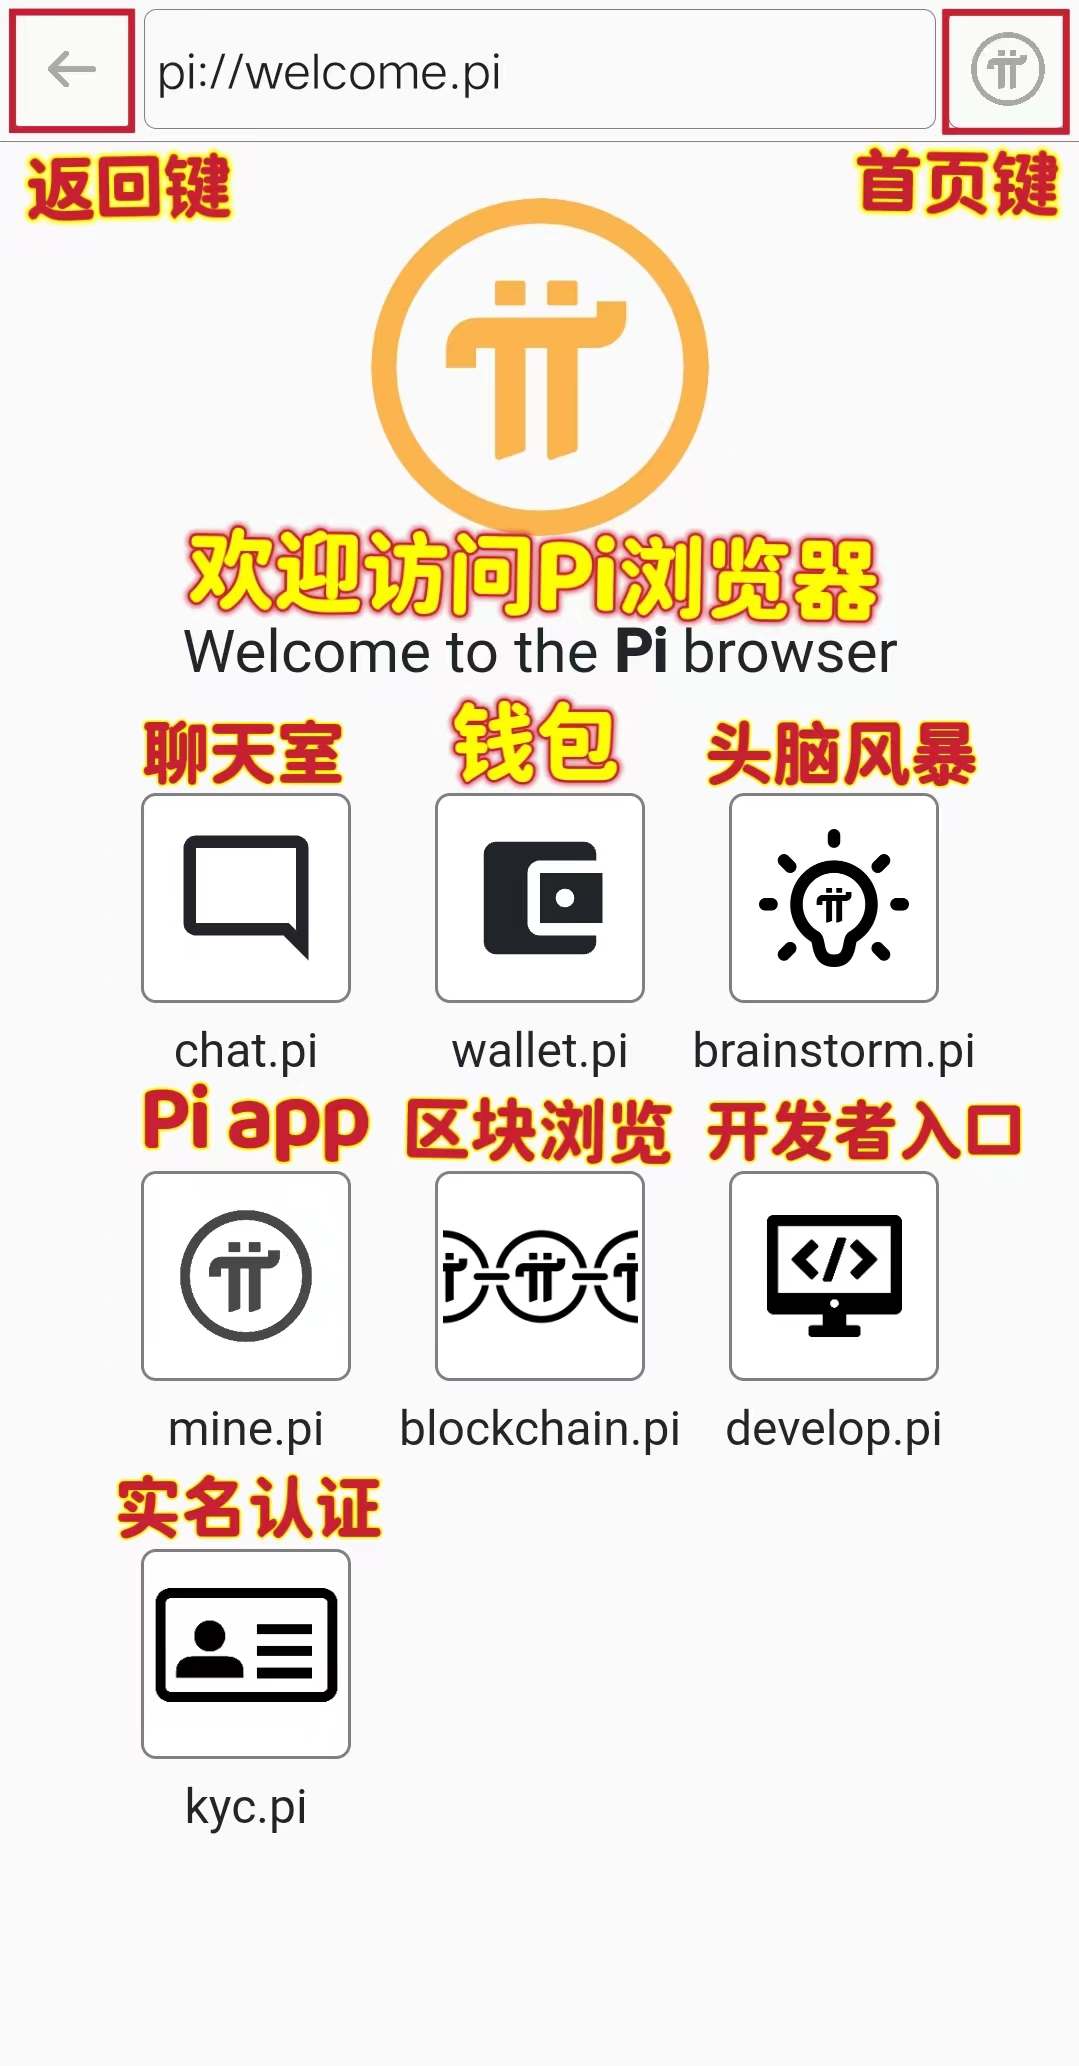 pi://welcome.pi
返回键
首页键
欢迎访问Pi浏览器
Welcome to the Pi browser
聊天室 钱包 头脑风暴
chat.pi wallet.pi brainstorm.pi
Pi app 区块浏览 开发者入口
</>
mine.pi blockchain.pi develop.pi
实名认证
kyc.pi